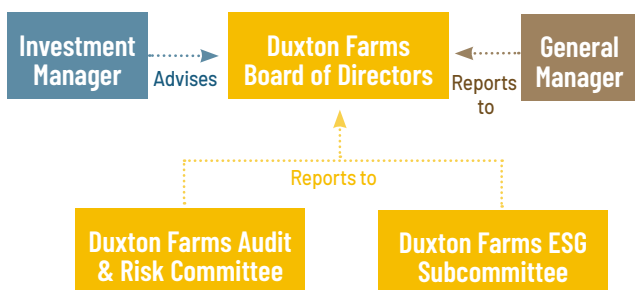 Investment
Manager
Advises
Duxton Farms
Board of Directors
Reports
to
General
Manager
Reports to
Duxton Farms Audit
& Risk Committee
Duxton Farms ESG
Subcommittee